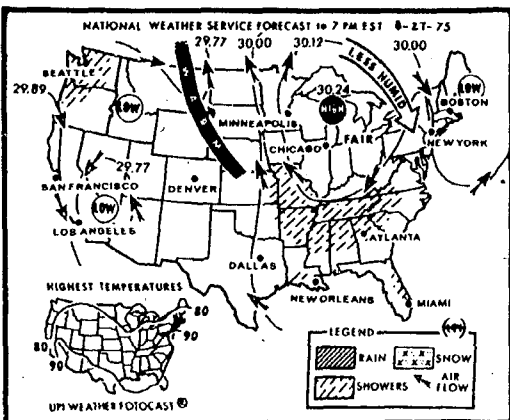 NATIONAL WEATHER SERVICE FORECAST to 7 PM EST 8-27-75
29.77 30.00 30.12 30.00
SEATTLE
29.89
LOW
LESS HUMID
30.24
HIGH
LOW
BOSTON
MINNEAPOLIS
NEW YORK
CHICAGO
FAIR
29.77
SAN FRANCISCO
DENVER
LOW
LOS ANGELES
ATLANTA
DALLAS
NEW ORLEANS
MIAMI
HIGHEST TEMPERATURES
80
90
80
90
LEGEND
RAIN
SNOW
SHOWERS
AIR FLOW
UPI WEATHER FOTOCAST ®